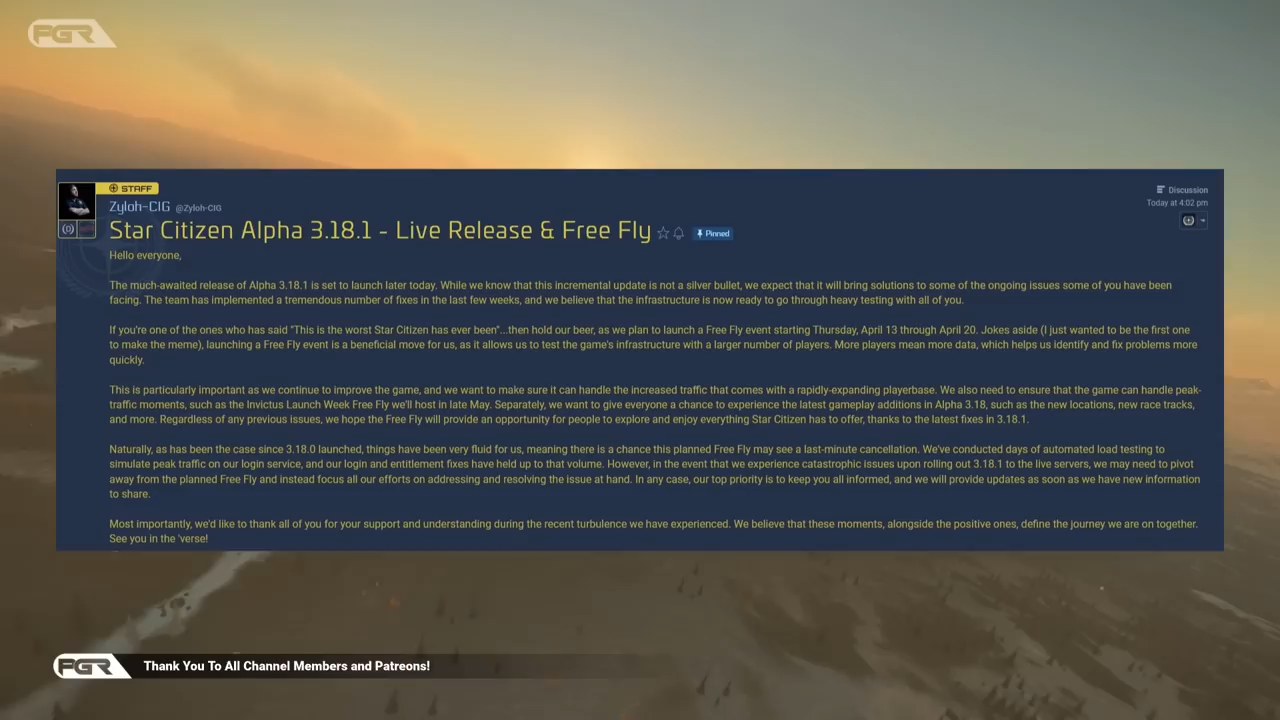 PGR
STAFF
Zyloh-CIG @Zyloh-CIG
Discussion
Today at 4:02 pm
Star Citizen Alpha 3.18.1 - Live Release & Free Fly Pinned
Hello everyone,
The much-awaited release of Alpha 3.18.1 is set to launch later today. While we know that this incremental update is not a silver bullet, we expect that it will bring solutions to some of the ongoing issues some of you have been
facing. The team has implemented a tremendous number of fixes in the last few weeks, and we believe that the infrastructure is now ready to go through heavy testing with all of you.
If you're one of the ones who has said "This is the worst Star Citizen has ever been"...then hold our beer, as we plan to launch a Free Fly event starting Thursday, April 13 through April 20. Jokes aside (I just wanted to be the first one
to make the meme), launching a Free Fly event is a beneficial move for us, as it allows us to test the game's infrastructure with a larger number of players. More players mean more data, which helps us identify and fix problems more
quickly.
This is particularly important as we continue to improve the game, and we want to make sure it can handle the increased traffic that comes with a rapidly-expanding playerbase. We also need to ensure that the game can handle peak-
traffic moments, such as the Invictus Launch Week Free Fly we'll host in late May. Separately, we want to give everyone a chance to experience the latest gameplay additions in Alpha 3.18, such as the new locations, new race tracks,
and more. Regardless of any previous issues, we hope the Free Fly will provide an opportunity for people to explore and enjoy everything Star Citizen has to offer, thanks to the latest fixes in 3.18.1.
Naturally, as has been the case since 3.18.0 launched, things have been very fluid for us, meaning there is a chance this planned Free Fly may see a last-minute cancellation. We've conducted days of automated load testing to
simulate peak traffic on our login service, and our login and entitlement fixes have held up to that volume. However, in the event that we experience catastrophic issues upon rolling out 3.18.1 to the live servers, we may need to pivot
away from the planned Free Fly and instead focus all our efforts on addressing and resolving the issue at hand. In any case, our top priority is to keep you all informed, and we will provide updates as soon as we have new information
to share.
Most importantly, we'd like to thank all of you for your support and understanding during the recent turbulence we have experienced. We believe that these moments, alongside the positive ones, define the journey we are on together.
See you in the 'verse!
PGR Thank You To All Channel Members and Patreons!